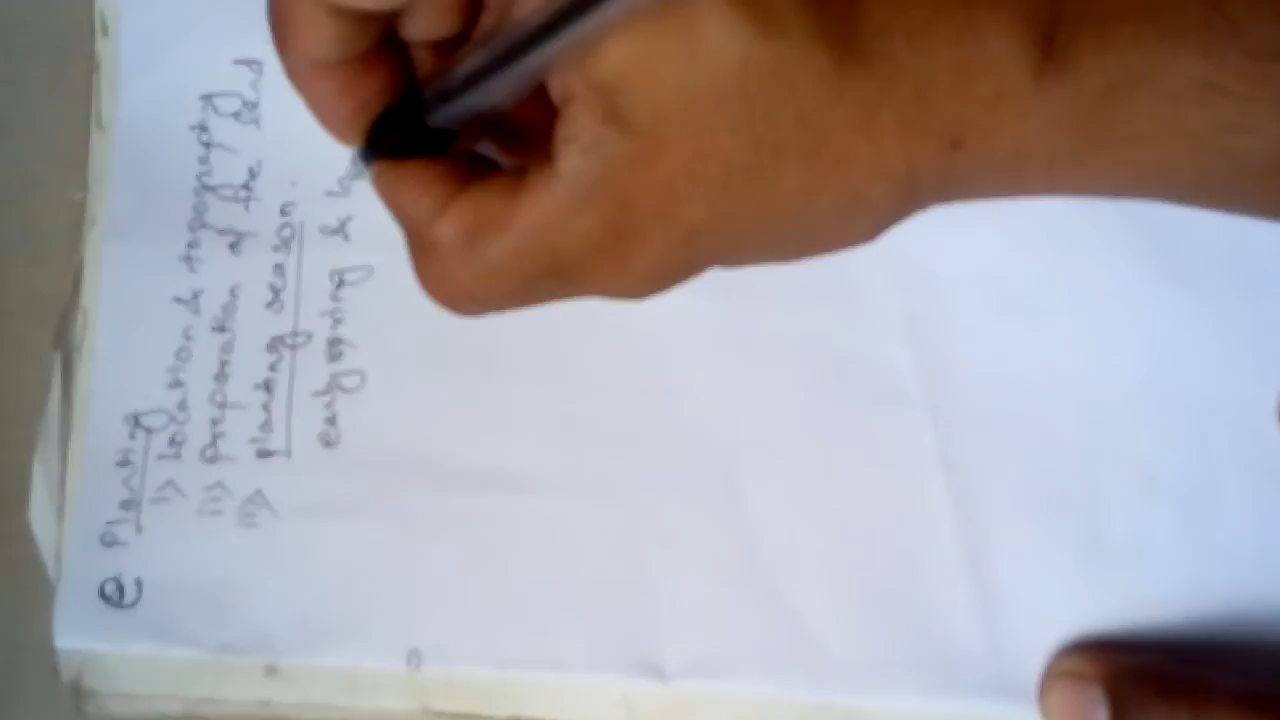 e Planting
i) Location & topography
ii) Preparation of the land
iii) planting season.
early spring &